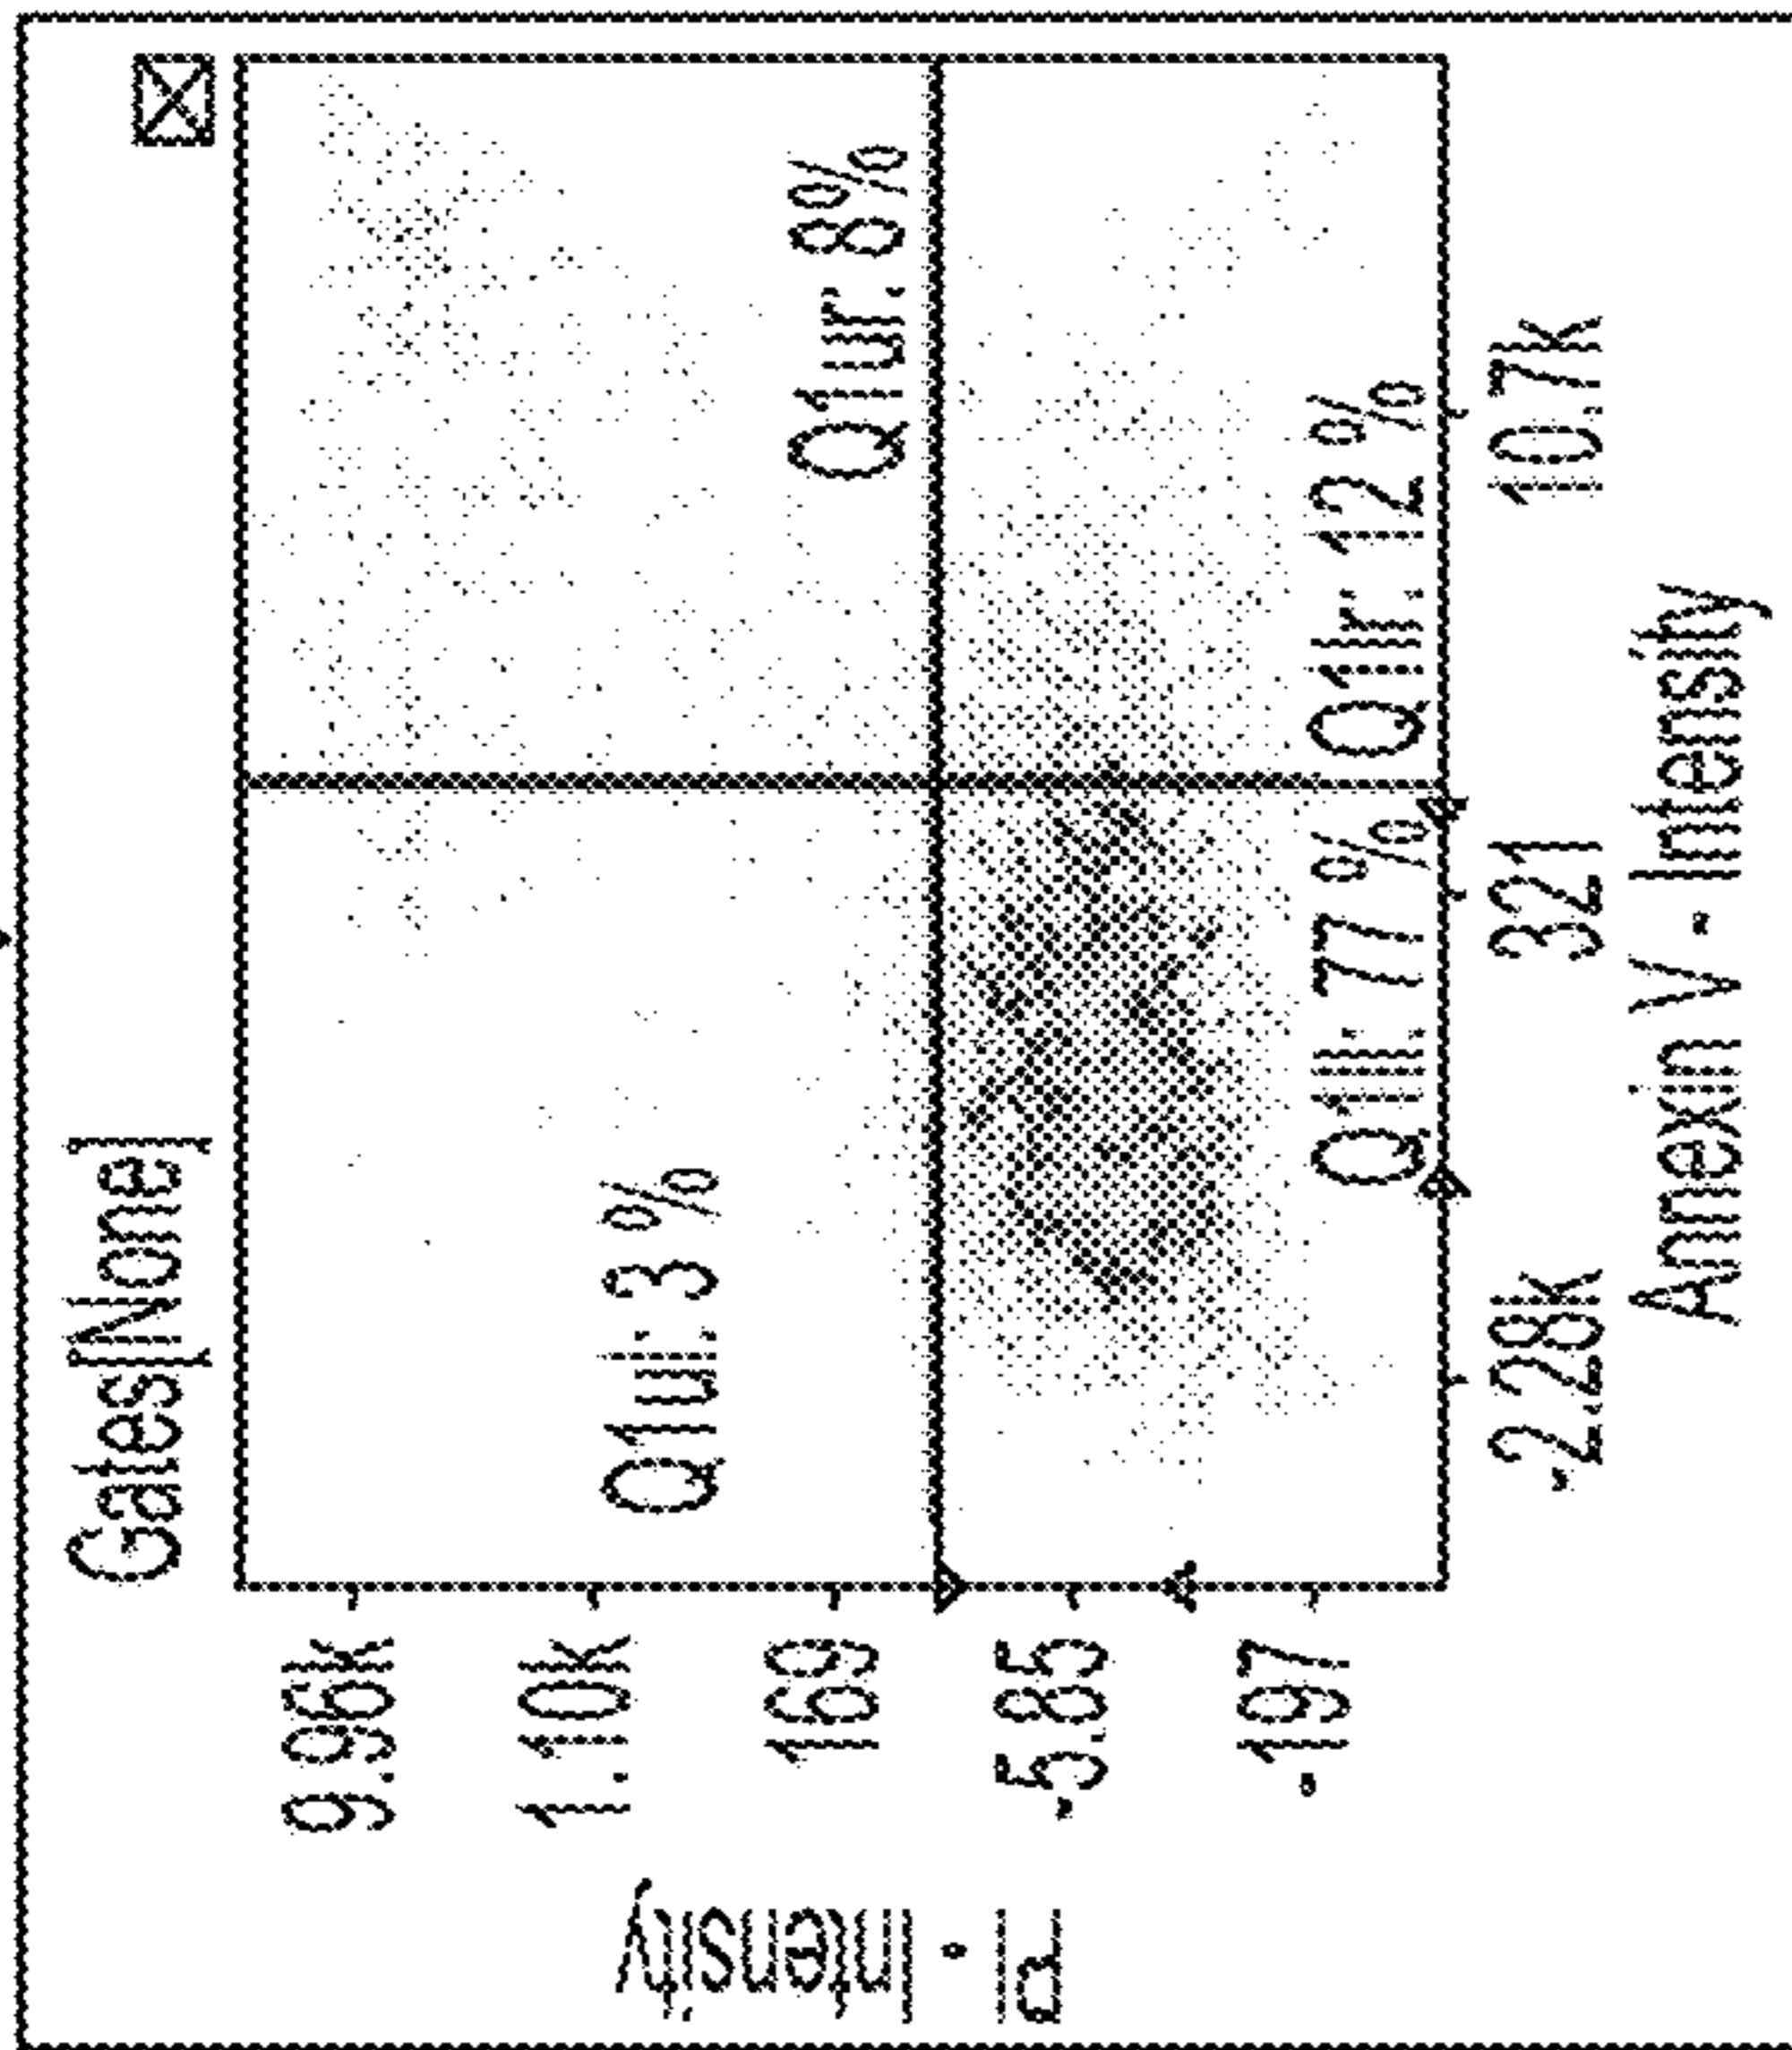 Gates[None]
PI - Intensity
9.96k
1.10k
169
-5.85
-197
Q1ul: 3 %
Q1ur: 8%
Q1ll: 77 %
Q1lr: 12 %
-2.28k
321
10.7k
Annexin V - Intensity